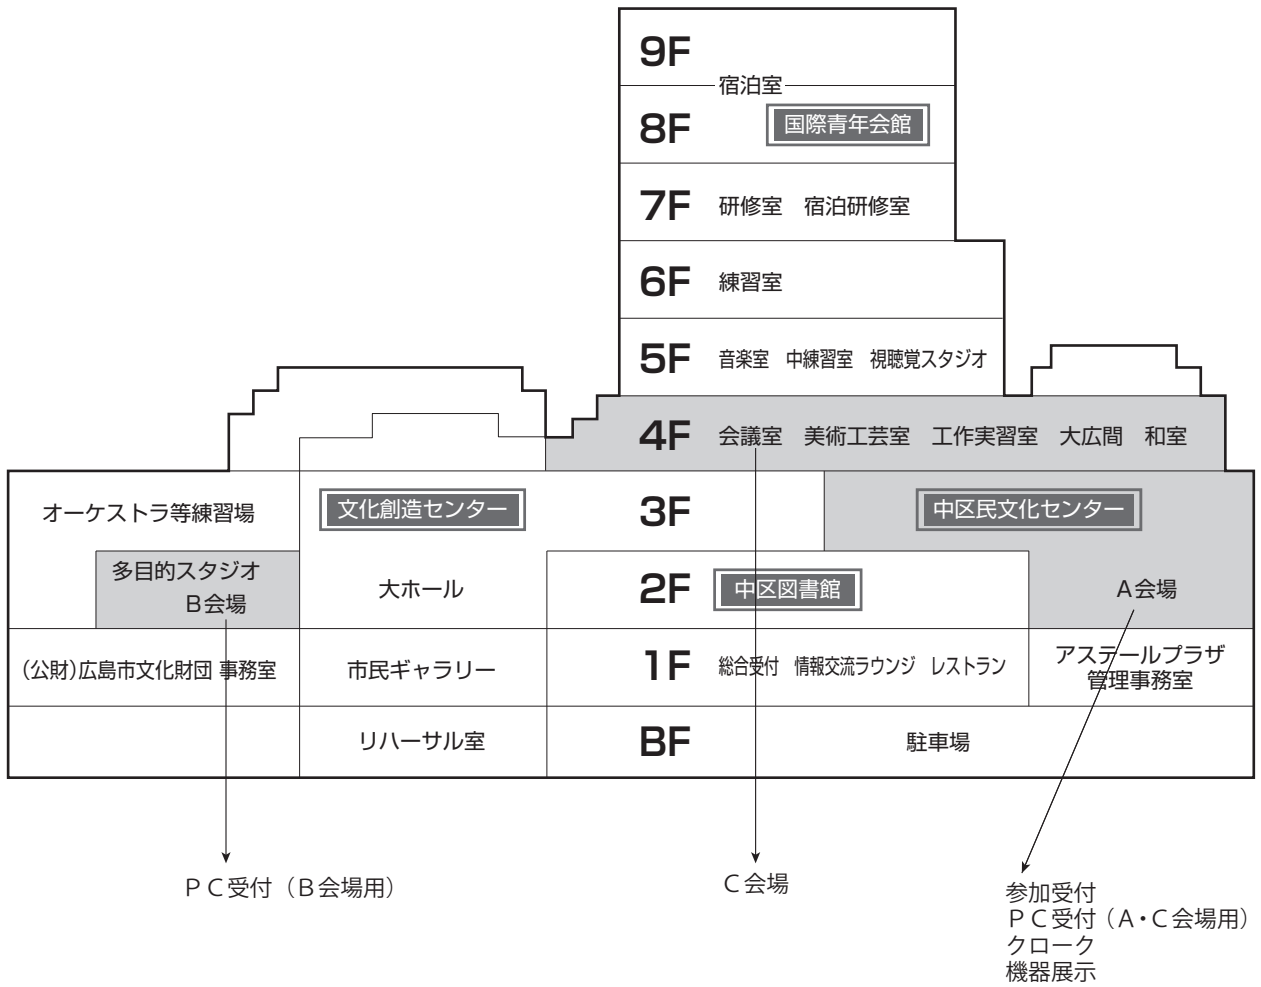 9F
宿泊室
8F
国際青年会館
7F 研修室 宿泊研修室
6F 練習室
5F 音楽室 中練習室 視聴覚スタジオ
4F 会議室 美術工芸室 工作実習室 大広間 和室
オーケストラ等練習場 文化創造センター 3F 中区民文化センター
多目的スタジオ
B会場
大ホール
2F 中区図書館
A会場
(公財)広島市文化財団 事務室
市民ギャラリー
1F 総合受付 情報交流ラウンジ レストラン
アステールプラザ
管理事務室
リハーサル室
BF
駐車場
PC受付(B会場用)
C会場
参加受付
PC受付(A・C会場用)
クローク
機器展示